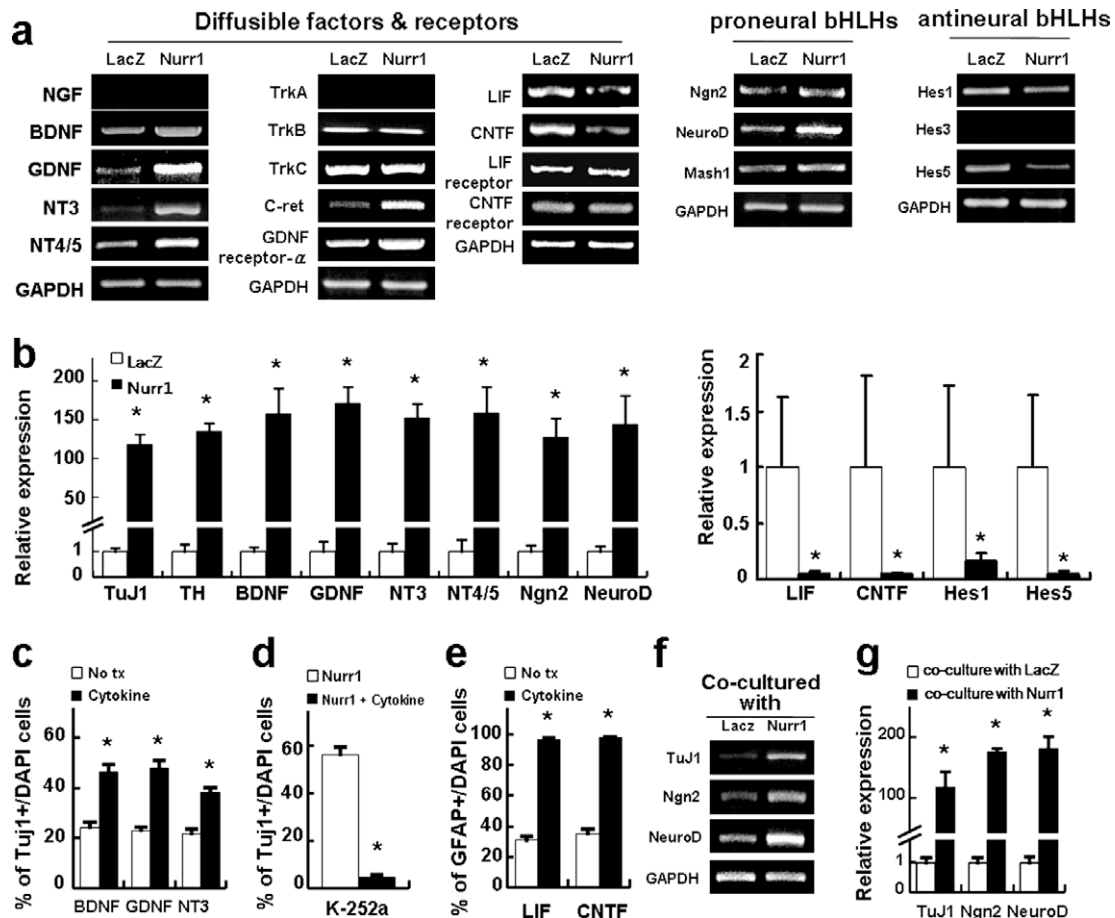 a
Diffusible factors & receptors
proneural bHLHs
antineural bHLHs
LacZ Nurr1
NGF
BDNF
GDNF
NT3
NT4/5
GAPDH
LacZ Nurr1
TrkA
TrkB
TrkC
C-ret
GDNF
receptor-α
GAPDH
LacZ Nurr1
LIF
CNTF
LIF
receptor
CNTF
receptor
GAPDH
LacZ Nurr1
Ngn2
NeuroD
Mash1
GAPDH
LacZ Nurr1
Hes1
Hes3
Hes5
GAPDH
b
LacZ
Nurr1
Relative expression
200
150
100
50
1
0
* * * * * * * *
TuJ1 TH BDNF GDNF NT3 NT4/5 Ngn2 NeuroD
Relative expression
2
1.5
1
0.5
0
* * * *
LIF CNTF Hes1 Hes5
c
No tx
Cytokine
% of Tuj1+/DAPI cells
60
40
20
0
* * *
BDNF GDNF NT3
d
Nurr1
Nurr1 + Cytokine
% of Tuj1+/DAPI cells
60
40
20
0
*
K-252a
e
No tx
Cytokine
% of GFAP+/DAPI cells
100
80
60
40
20
0
* *
LIF CNTF
f
Co-cultured
with
Lacz Nurr1
TuJ1
Ngn2
NeuroD
GAPDH
g
co-culture with LacZ
co-culture with Nurr1
Relative expression
200
100
1
0
* * *
TuJ1 Ngn2 NeuroD